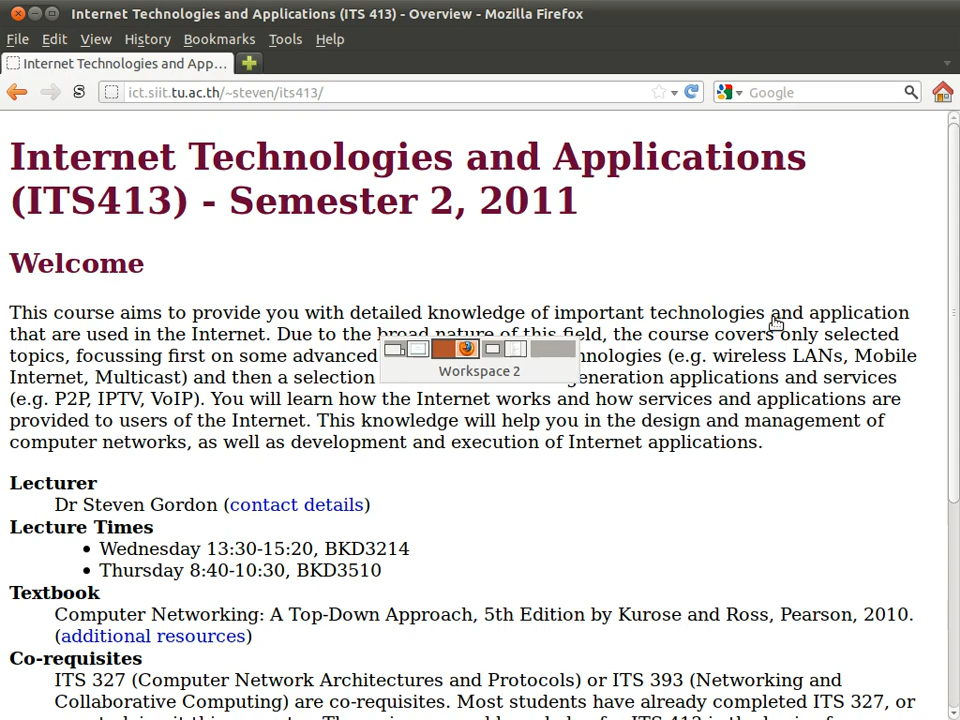 Internet Technologies and Applications (ITS 413) - Overview - Mozilla Firefox
File Edit View History Bookmarks Tools Help
Internet Technologies and App...
S ict.siit.tu.ac.th/~steven/its413/ Google
Internet Technologies and Applications
(ITS413) - Semester 2, 2011
Welcome
This course aims to provide you with detailed knowledge of important technologies and application
that are used in the Internet. Due to the broad nature of this field, the course covers only selected
topics, focussing first on some advanced nologies (e.g. wireless LANs, Mobile
Internet, Multicast) and then a selection eneration applications and services
Workspace 2
(e.g. P2P, IPTV, VoIP). You will learn how the Internet works and how services and applications are
provided to users of the Internet. This knowledge will help you in the design and management of
computer networks, as well as development and execution of Internet applications.
Lecturer
Dr Steven Gordon (contact details)
Lecture Times
• Wednesday 13:30-15:20, BKD3214
• Thursday 8:40-10:30, BKD3510
Textbook
Computer Networking: A Top-Down Approach, 5th Edition by Kurose and Ross, Pearson, 2010.
(additional resources)
Co-requisites
ITS 327 (Computer Network Architectures and Protocols) or ITS 393 (Networking and
Collaborative Computing) are co-requisites. Most students have already completed ITS 327, or